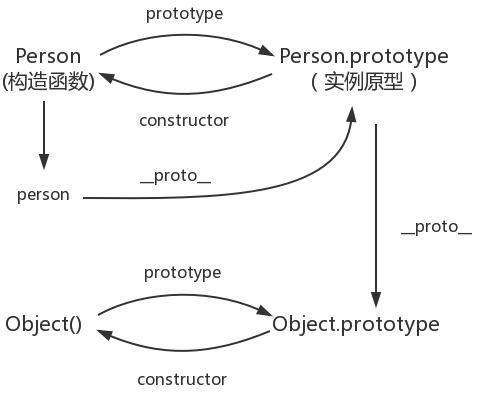 prototype
Person
(构造函数)
Person.prototype
( 实例原型 )
constructor
__proto__
person
__proto__
prototype
Object()
Object.prototype
constructor